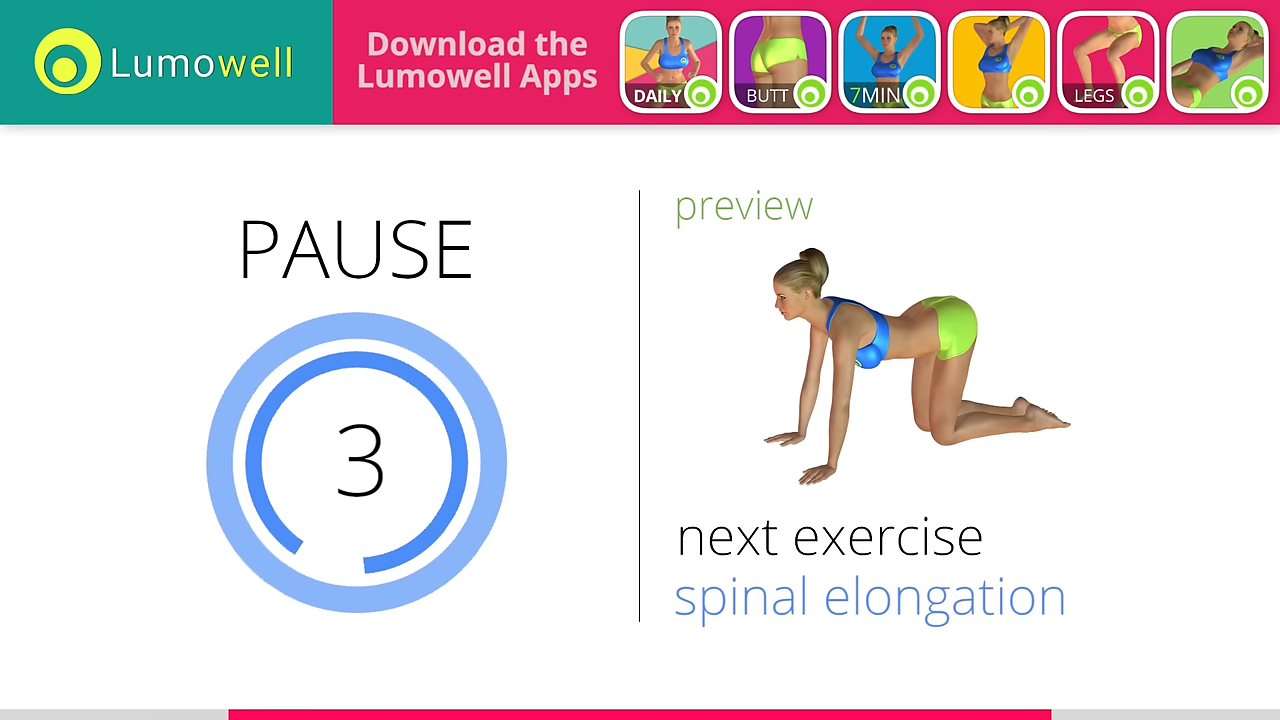 Lumowell
Download the
Lumowell Apps
DAILY
BUTT
7MIN
LEGS
PAUSE
3
preview
next exercise
spinal elongation